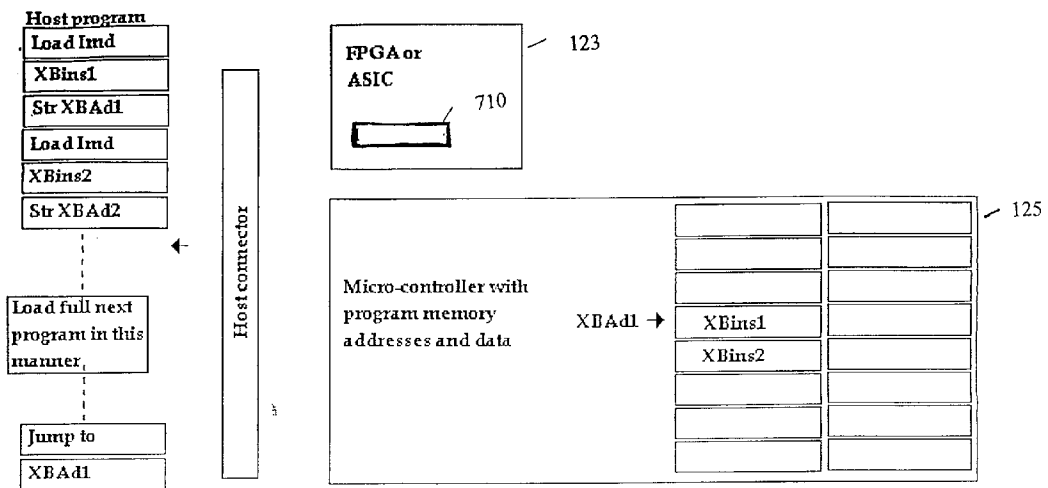 Host program
Load Imd
XBins1
Str XBAd1
Load Imd
XBins2
Str XBAd2
Load full next
program in this
manner
Jump to
XBAd1
Host connector
FPGA or
ASIC
710
123
Micro-controller with
program memory
addresses and data
XBAd1
XBins1
XBins2
125